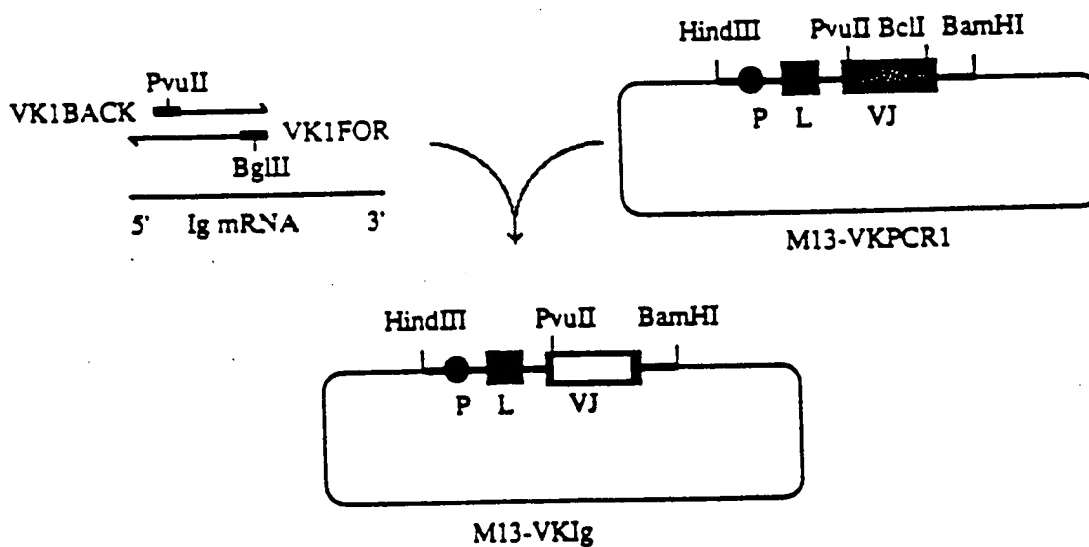 PvuII
VK1BACK
VK1FOR
BglII
5' Ig mRNA 3'
HindIII PvuII BclI BamHI
P L VJ
M13-VKPCR1
HindIII PvuII BamHI
P L VJ
M13-VKIg